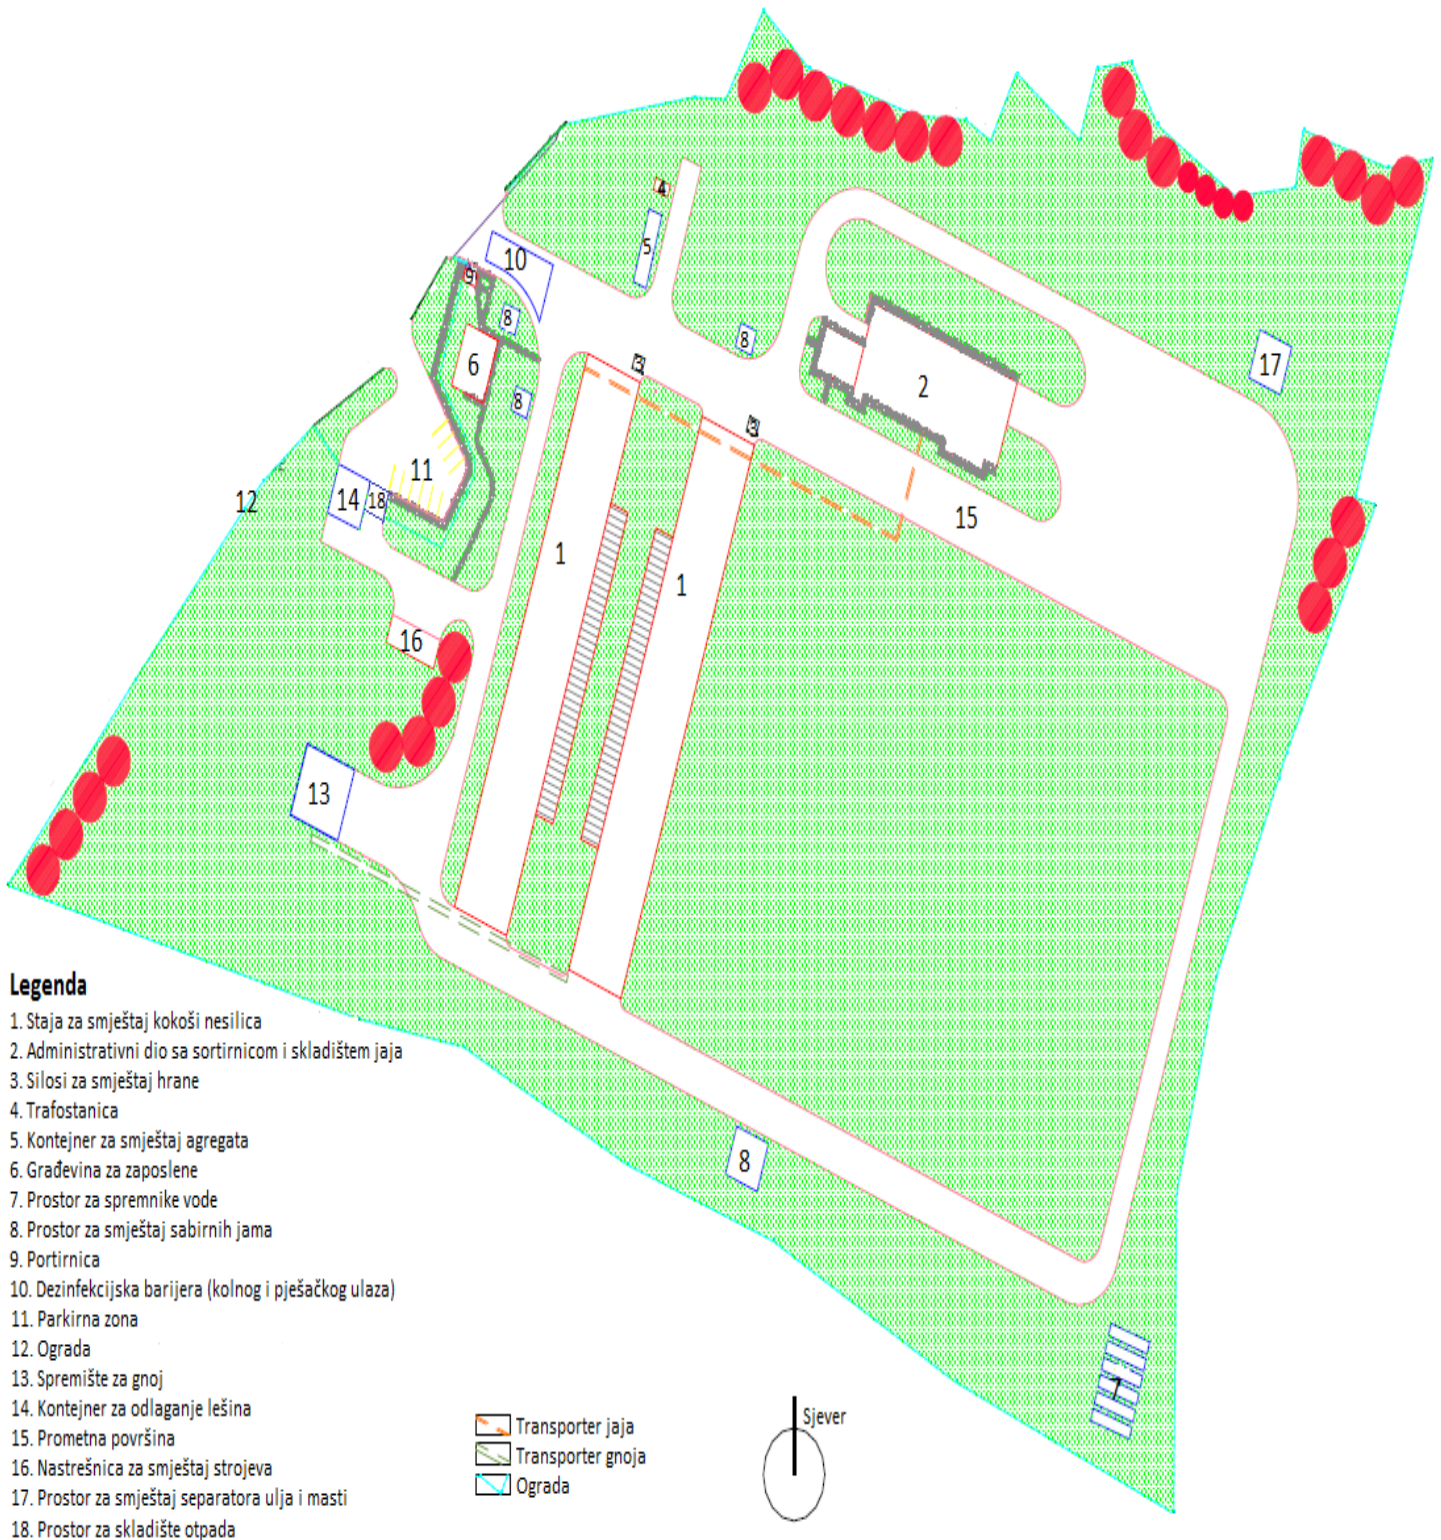 4
5
10
9
8
8
6
8
17
3
3
2
11
12
14
18
15
1
1
16
13
8
7
Legenda
1. Staja za smještaj kokoši nesilica
2. Administrativni dio sa sortirnicom i skladištem jaja
3. Silosi za smještaj hrane
4. Trafostanica
5. Kontejner za smještaj agregata
6. Građevina za zaposlene
7. Prostor za spremnike vode
8. Prostor za smještaj sabirnih jama
9. Portirnica
10. Dezinfekcijska barijera (kolnog i pješačkog ulaza)
11. Parkirna zona
12. Ograda
13. Spremište za gnoj
14. Kontejner za odlaganje lešina
15. Prometna površina
16. Nastrešnica za smještaj strojeva
17. Prostor za smještaj separatora ulja i masti
18. Prostor za skladište otpada
Transporter jaja
Transporter gnoja
Ograda
Sjever